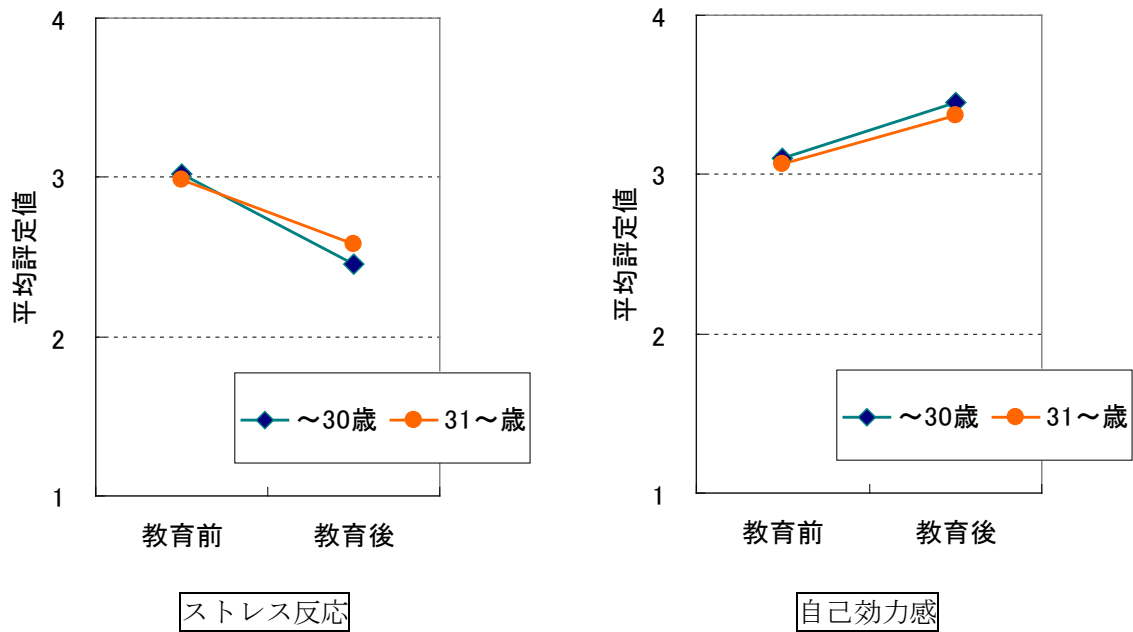 4
3
2
1
平均評定値
～30歳 31～歳
教育前 教育後
ストレス反応
4
3
2
1
平均評定値
～30歳 31～歳
教育前 教育後
自己効力感